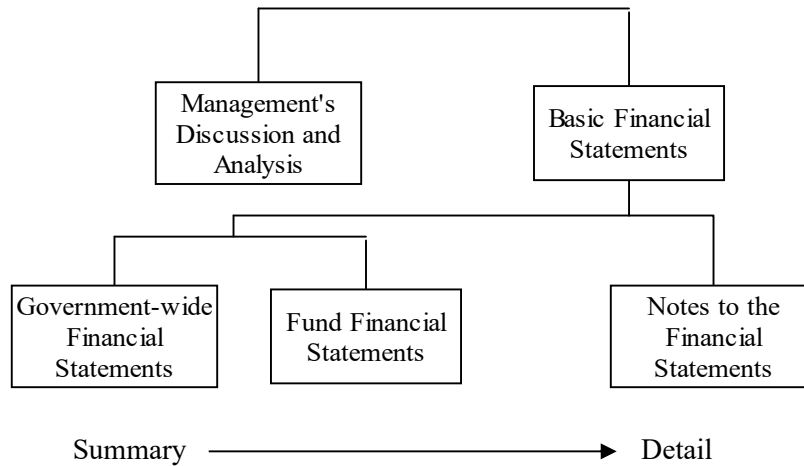 Management's
Discussion and
Analysis
Basic Financial
Statements
Government-wide
Financial
Statements
Fund Financial
Statements
Notes to the
Financial
Statements
Summary
Detail